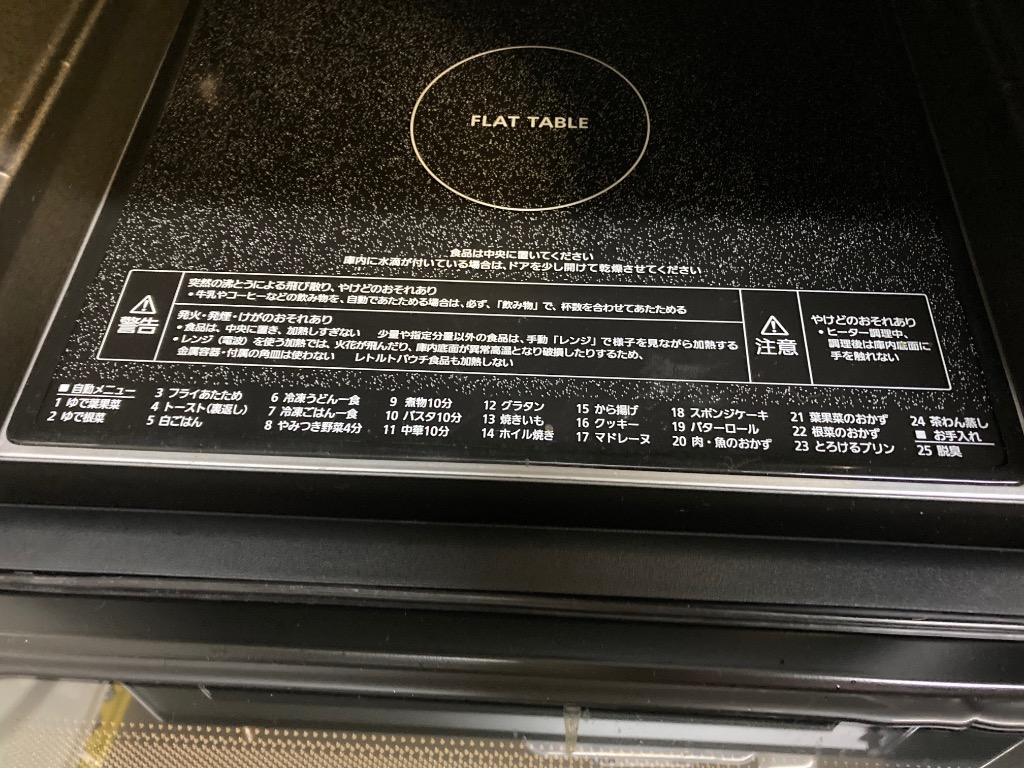 FLAT TABLE
食品は中央に置いてください
庫内に水滴が付いている場合は、ドアを少し開けて乾燥させてください
警告
突然の沸とうによる飛び散り、やけどのおそれあり
・牛乳やコーヒーなどの飲み物を、自動であたためる場合は、必ず、「飲み物」で、杯数を合わせてあたためる
発火・発煙・けがのおそれあり
・食品は、中央に置き、加熱しすぎない 少量や指定分量以外の食品は、手動「レンジ」で様子を見ながら加熱する
・レンジ（電波）を使う加熱では、火花が飛んだり、庫内底面が異常高温となり破損したりするため、
金属容器・付属の角皿は使わない レトルトパウチ食品も加熱しない
注意
やけどのおそれあり
・ヒーター調理中、
調理後は庫内底面に
手を触れない
■ 自動メニュー
1 ゆで葉果菜
2 ゆで根菜
3 フライあたため
4 トースト(裏返し)
5 白ごはん
6 冷凍うどん一食
7 冷凍ごはん一食
8 やみつき野菜4分
9 煮物10分
10 パスタ10分
11 中華10分
12 グラタン
13 焼きいも
14 ホイル焼き
15 から揚げ
16 クッキー
17 マドレーヌ
18 スポンジケーキ
19 バターロール
20 肉・魚のおかず
21 葉果菜のおかず
22 根菜のおかず
23 とろけるプリン
24 茶わん蒸し
■ お手入れ
25 脱臭